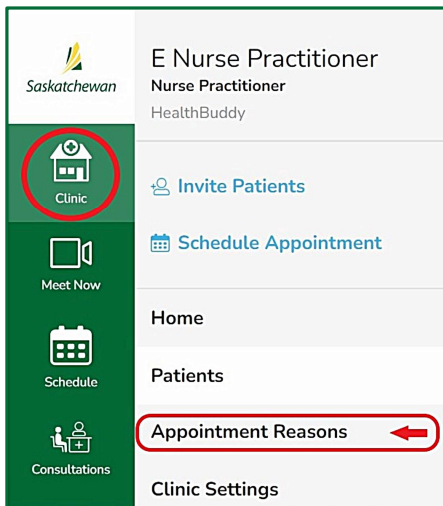 Saskatchewan
Clinic
Meet Now
Schedule
Consultations
E Nurse Practitioner
Nurse Practitioner
HealthBuddy
Invite Patients
Schedule Appointment
Home
Patients
Appointment Reasons
Clinic Settings